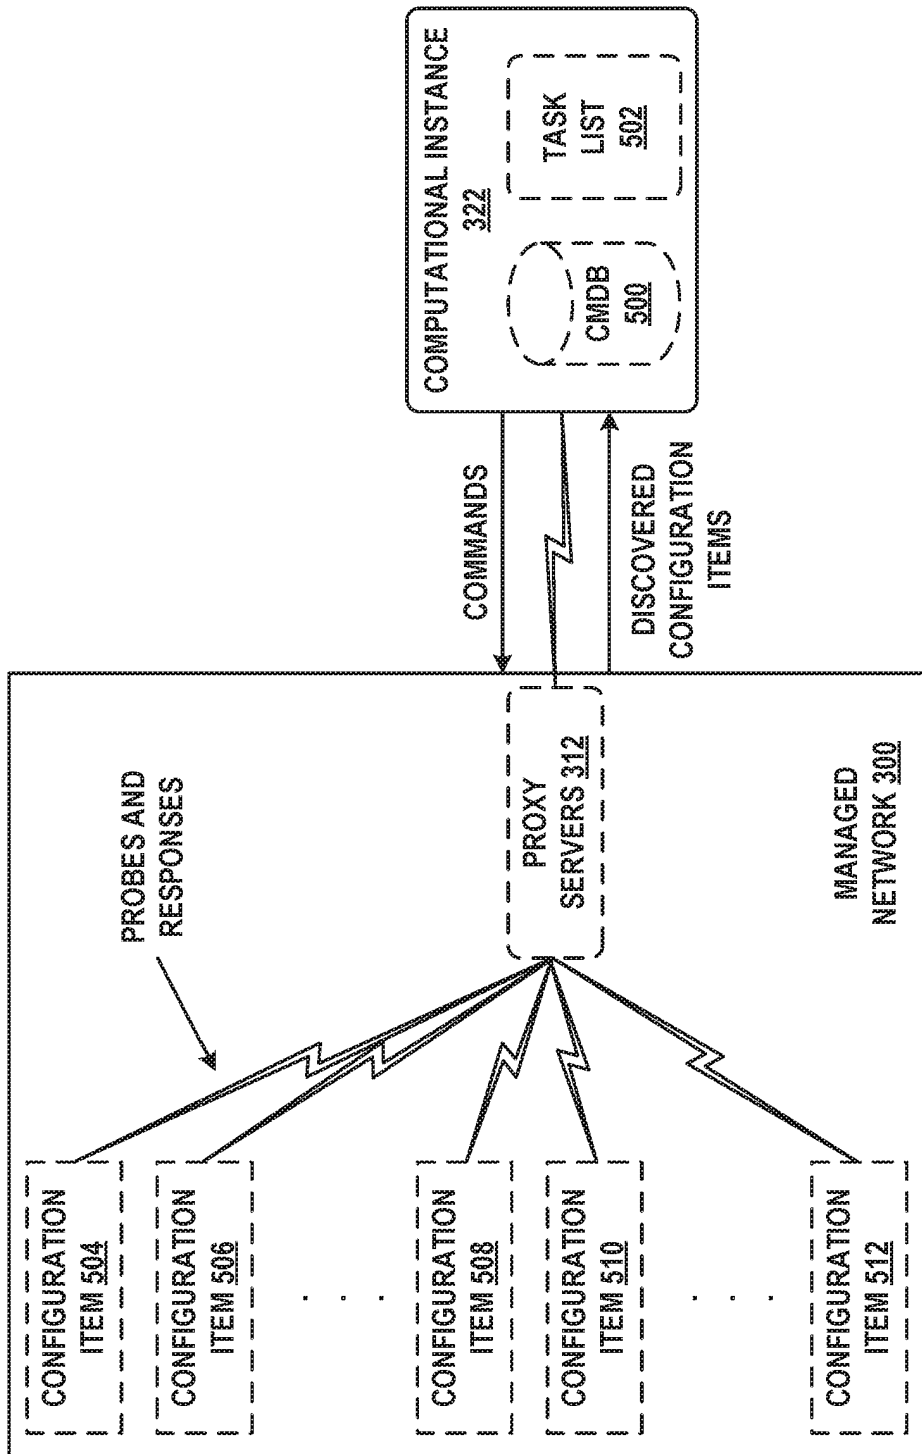 COMPUTATIONAL INSTANCE
322
CMDB
500
TASK
LIST
502
COMMANDS
DISCOVERED
CONFIGURATION
ITEMS
PROBES AND
RESPONSES
PROXY
SERVERS 312
MANAGED
NETWORK 300
CONFIGURATION
ITEM 504
CONFIGURATION
ITEM 506
. . .
CONFIGURATION
ITEM 508
CONFIGURATION
ITEM 510
. . .
CONFIGURATION
ITEM 512